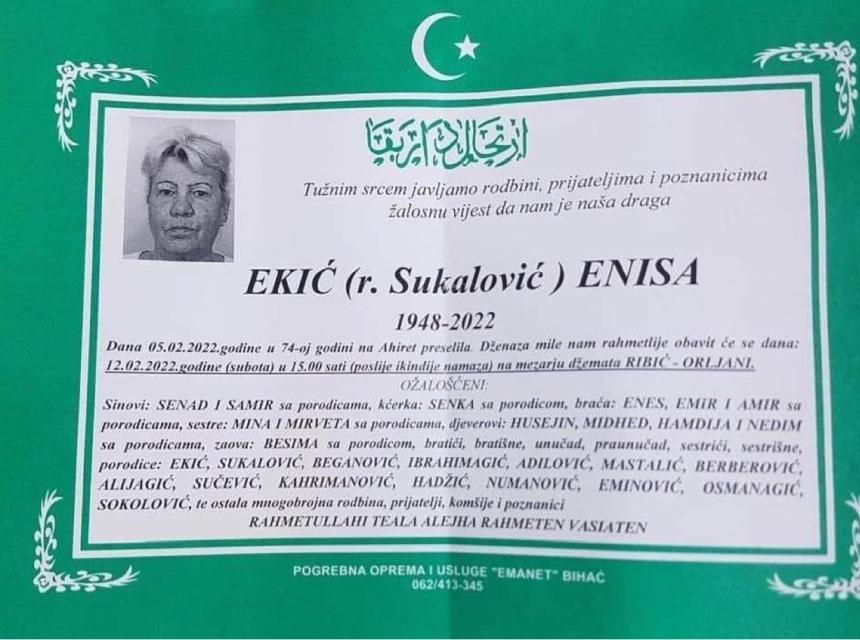 ارتحال د ار بقا
Tužnim srcem javljamo rodbini, prijateljima i poznanicima
žalosnu vijest da nam je naša draga
EKIĆ (r. Sukalović ) ENISA
1948-2022
Dana 05.02.2022.godine u 74-oj godini na Ahiret preselila. Dženaza mile nam rahmetlije obavit će se dana:
12.02.2022.godine (subota) u 15.00 sati (poslije ikindije namaza) na mezarju džemata RIBIĆ - ORLJANI.
OŽALOŠĆENI:
Sinovi: SENAD I SAMIR sa porodicama, kćerka: SENKA sa porodicom, braća: ENES, EMIR I AMIR sa
porodicama, sestre: MINA I MIRVETA sa porodicama, djeverovi: HUSEJIN, MIDHED, HAMDIJA I NEDIM
sa porodicama, zaova: BESIMA sa porodicom, bratići, bratišne, unučad, praunučad, sestrići, sestrišne,
porodice: EKIĆ, SUKALOVIĆ, BEGANOVIĆ, IBRAHIMAGIĆ, ADILOVIĆ, MASTALIĆ, BERBEROVIĆ,
ALIJAGIĆ, SUČEVIĆ, KAHRIMANOVIĆ, HADŽIĆ, NUMANOVIĆ, EMINOVIĆ, OSMANAGIĆ,
SOKOLOVIĆ, te ostala mnogobrojna rodbina, prijatelji, komšije i poznanici
RAHMETULLAHI TEALA ALEJHA RAHMETEN VASIATEN
POGREBNA OPREMA I USLUGE "EMANET" BIHAĆ
062/413-345